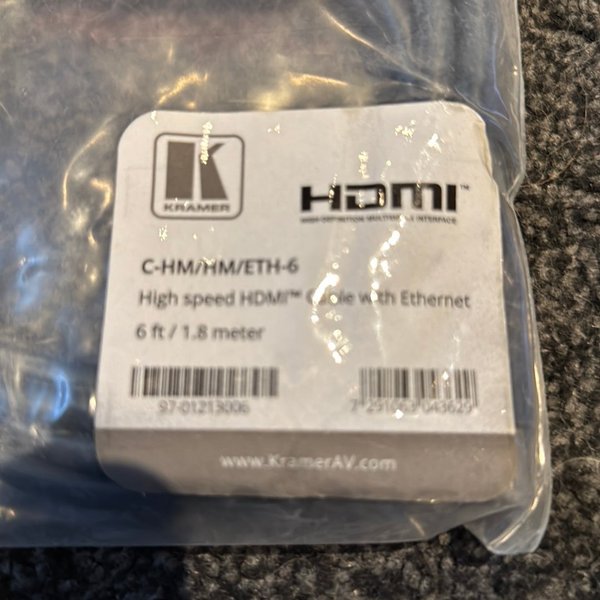 K
KRAMER
HDMI™
HIGH-DEFINITION MULTIMEDIA INTERFACE
C-HM/HM/ETH-6
High speed HDMI™ Cable with Ethernet
6 ft / 1.8 meter
97-01213006
www.KramerAV.com